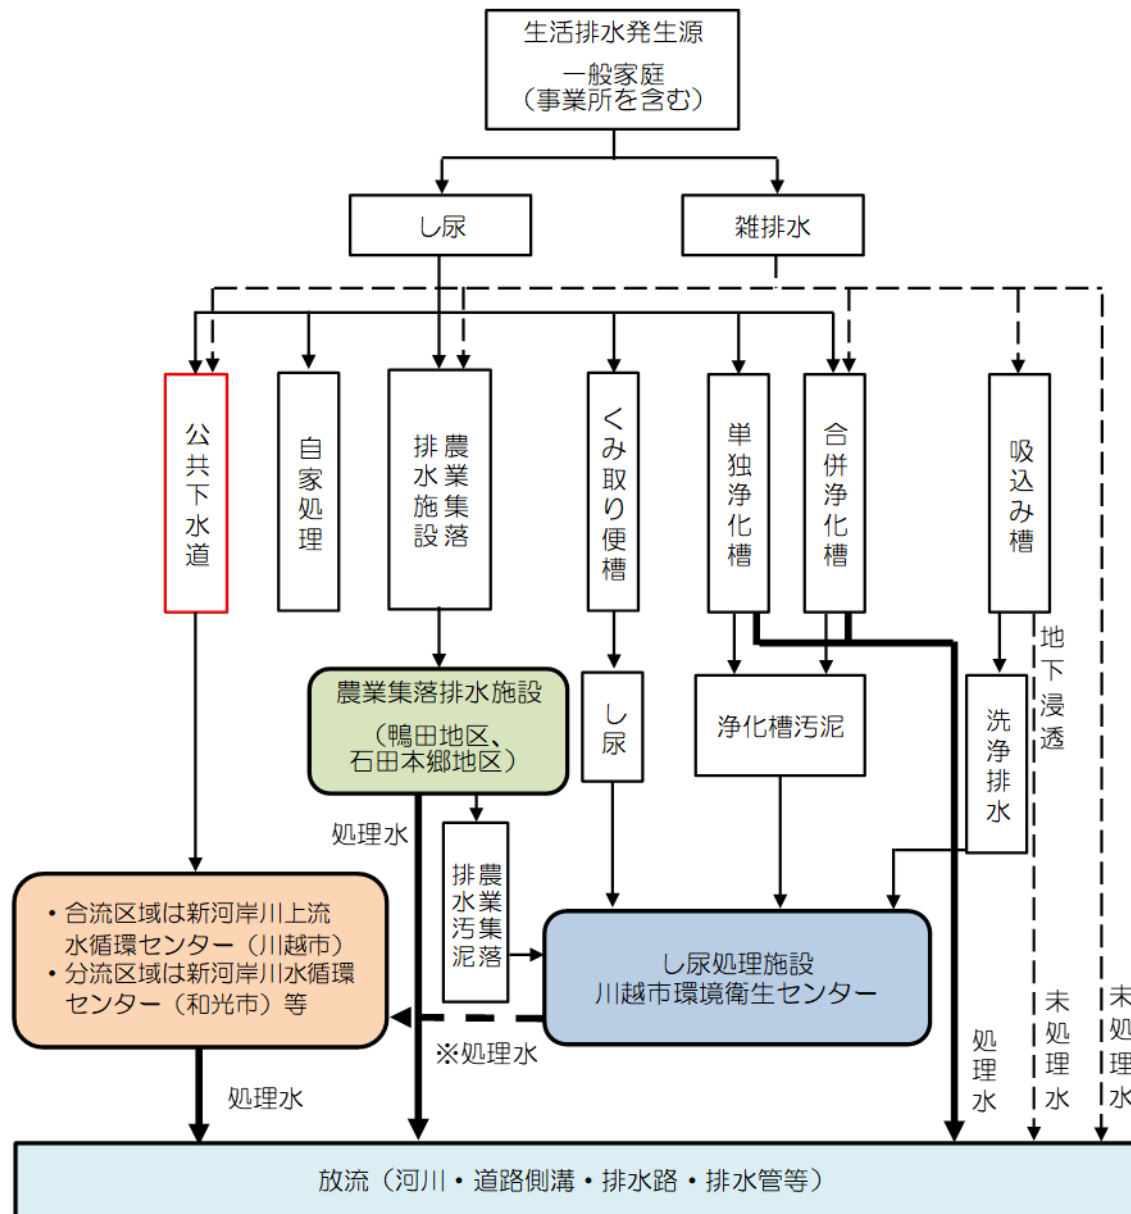 生活排水発生源
一般家庭
（事業所を含む）
し尿
雑排水
公共下水道
自家処理
農業集落
排水施設
くみ取り便槽
単独浄化槽
合併浄化槽
吸込み槽
農業集落排水施設
（鴨田地区、
石田本郷地区）
し尿
浄化槽汚泥
洗浄排水
地下浸透
処理水
農業集落
排水汚泥
・合流区域は新河岸川上流
水循環センター（川越市）
・分流区域は新河岸川水循環
センター（和光市）等
し尿処理施設
川越市環境衛生センター
※処理水
処理水
処理水
未処理水
未処理水
放流（河川・道路側溝・排水路・排水管等）